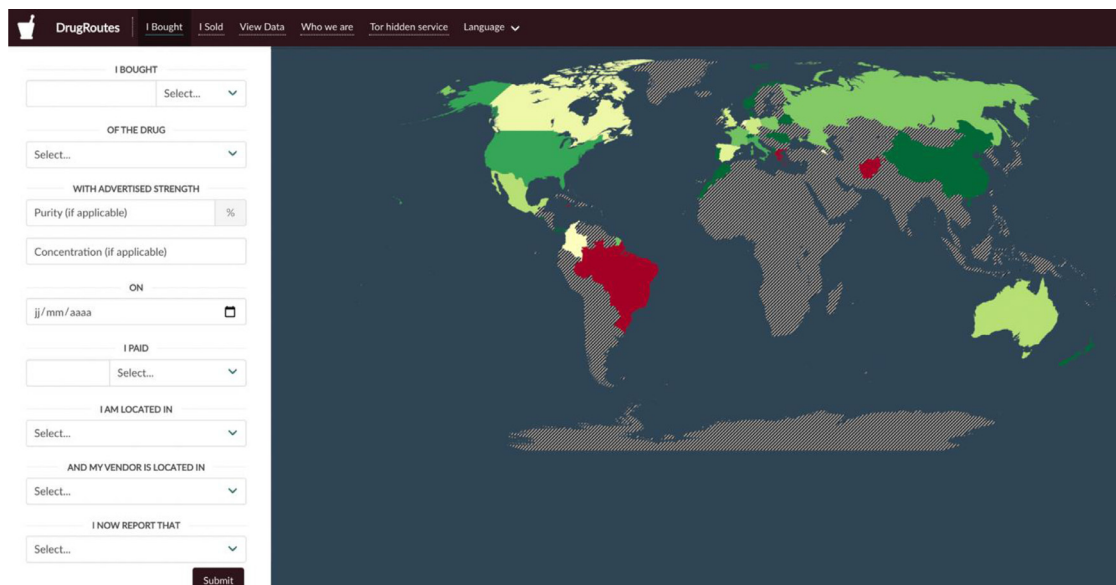 DrugRoutes I Bought I Sold View Data Who we are Tor hidden service Language
I BOUGHT
Select...
OF THE DRUG
Select...
WITH ADVERTISED STRENGTH
Purity (if applicable) %
Concentration (if applicable)
ON
jj/mm/aaaa
I PAID
Select...
I AM LOCATED IN
Select...
AND MY VENDOR IS LOCATED IN
Select...
I NOW REPORT THAT
Select...
Submit